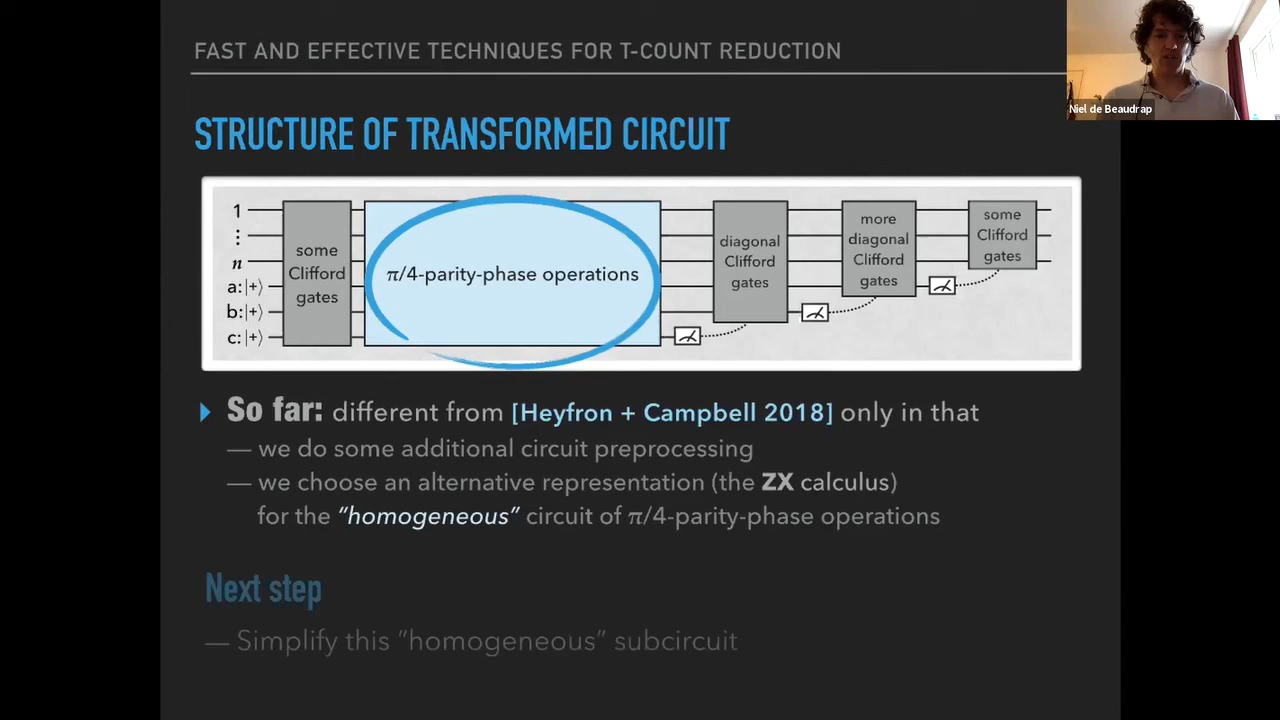 FAST AND EFFECTIVE TECHNIQUES FOR T-COUNT REDUCTION
Niel de Beaudrap
STRUCTURE OF TRANSFORMED CIRCUIT
1
⋮
n
a: |+⟩
b: |+⟩
c: |+⟩
some
Clifford
gates
π/4-parity-phase operations
diagonal
Clifford
gates
more
diagonal
Clifford
gates
some
Clifford
gates
So far: different from [Heyfron + Campbell 2018] only in that
— we do some additional circuit preprocessing
— we choose an alternative representation (the ZX calculus)
for the "homogeneous" circuit of π/4-parity-phase operations
Next step
— Simplify this "homogeneous" subcircuit